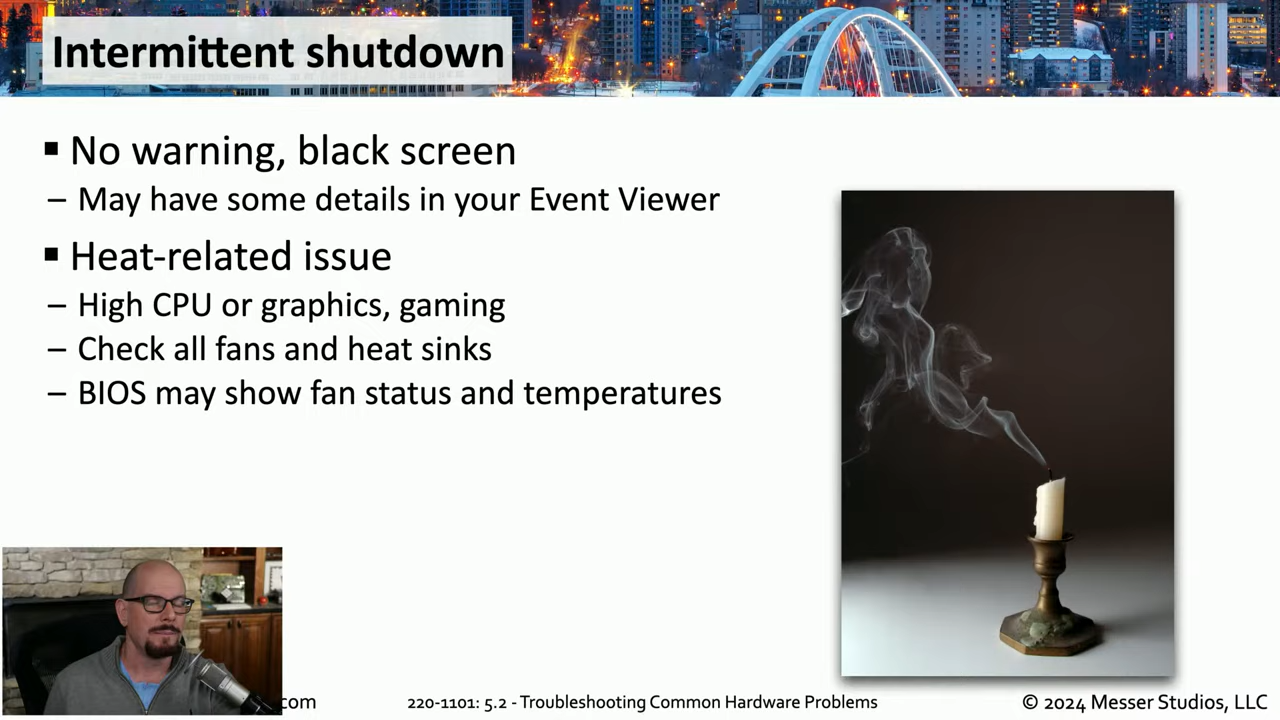 Intermittent shutdown
▪ No warning, black screen
– May have some details in your Event Viewer
▪ Heat-related issue
– High CPU or graphics, gaming
– Check all fans and heat sinks
– BIOS may show fan status and temperatures
.com
220-1101: 5.2 - Troubleshooting Common Hardware Problems
© 2024 Messer Studios, LLC